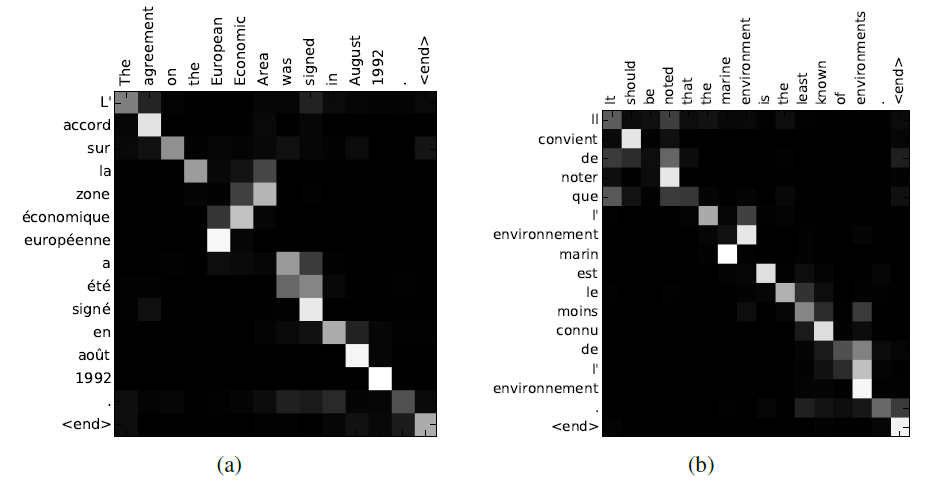 The agreement on the European Economic Area was signed in August 1992 . <end>
L'
accord
sur
la
zone
économique
européenne
a
été
signé
en
août
1992
.
<end>
(a)
It should be noted that the marine environment is the least known of environments . <end>
Il
convient
de
noter
que
l'
environnement
marin
est
le
moins
connu
de
l'
environnement
.
<end>
(b)